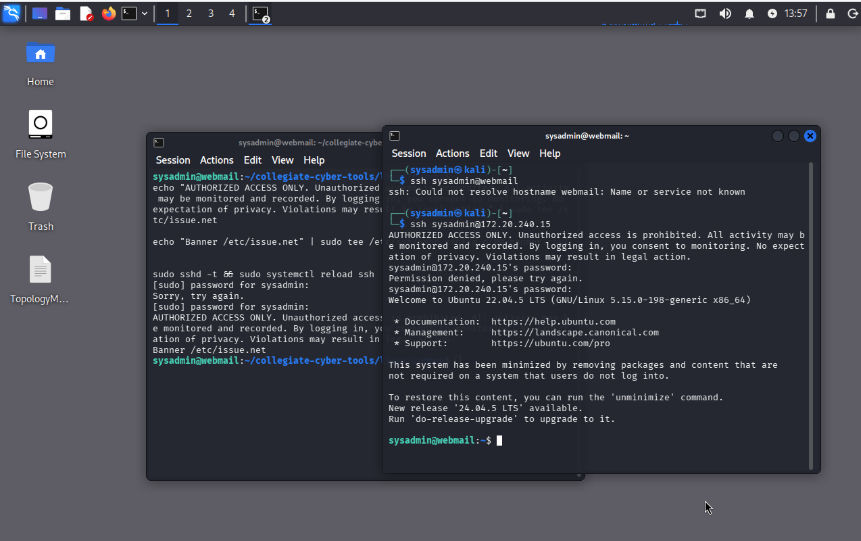 1 2 3 4
2
13:57
Home
File System
Trash
TopologyM...
sysadmin@webmail: ~/collegiate-cybe
Session Actions Edit View Help
sysadmin@webmail:~/collegiate-cyber-tools/
echo "AUTHORIZED ACCESS ONLY. Unauthorized
may be monitored and recorded. By logging
expectation of privacy. Violations may res
tc/issue.net
echo "Banner /etc/issue.net" | sudo tee /et
sudo sshd -t && sudo systemctl reload ssh
[sudo] password for sysadmin:
Sorry, try again.
[sudo] password for sysadmin:
AUTHORIZED ACCESS ONLY. Unauthorized acces
e monitored and recorded. By logging in, y
ation of privacy. Violations may result in
Banner /etc/issue.net
sysadmin@webmail:~/collegiate-cyber-tools/
sysadmin@webmail: ~
Session Actions Edit View Help
┌──(sysadmin㉿kali)-[~]
└─$ ssh sysadmin@webmail
ssh: Could not resolve hostname webmail: Name or service not known
┌──(sysadmin㉿kali)-[~]
└─$ ssh sysadmin@172.20.240.15
AUTHORIZED ACCESS ONLY. Unauthorized access is prohibited. All activity may b
e monitored and recorded. By logging in, you consent to monitoring. No expect
ation of privacy. Violations may result in legal action.
sysadmin@172.20.240.15's password:
Permission denied, please try again.
sysadmin@172.20.240.15's password:
Welcome to Ubuntu 22.04.5 LTS (GNU/Linux 5.15.0-198-generic x86_64)
* Documentation: https://help.ubuntu.com
* Management: https://landscape.canonical.com
* Support: https://ubuntu.com/pro
This system has been minimized by removing packages and content that are
not required on a system that users do not log into.
To restore this content, you can run the 'unminimize' command.
New release '24.04.5 LTS' available.
Run 'do-release-upgrade' to upgrade to it.
sysadmin@webmail:~$